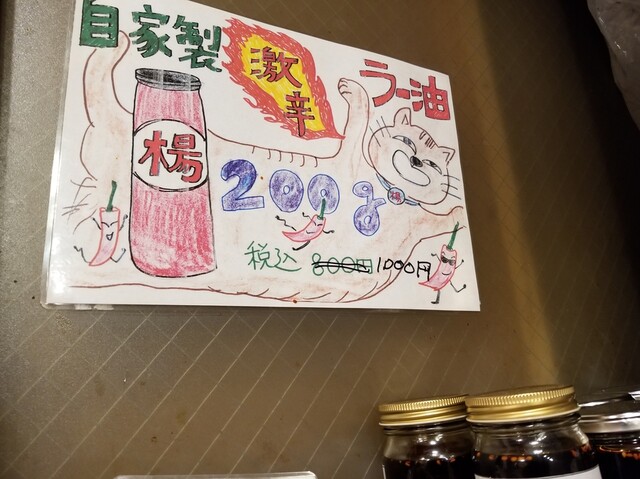 自家製
激辛
ラー油
楊
200g
税込 800円 1000円